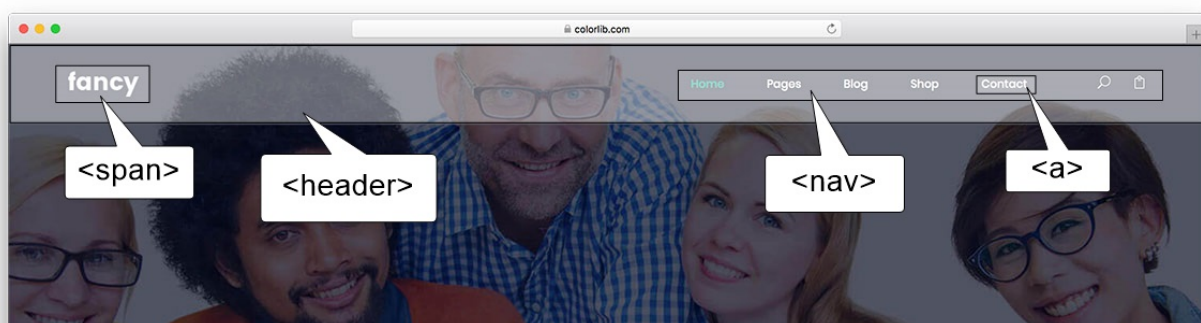 colorlib.com
fancy
Home Pages Blog Shop Contact
<span>
<header>
<nav>
<a>